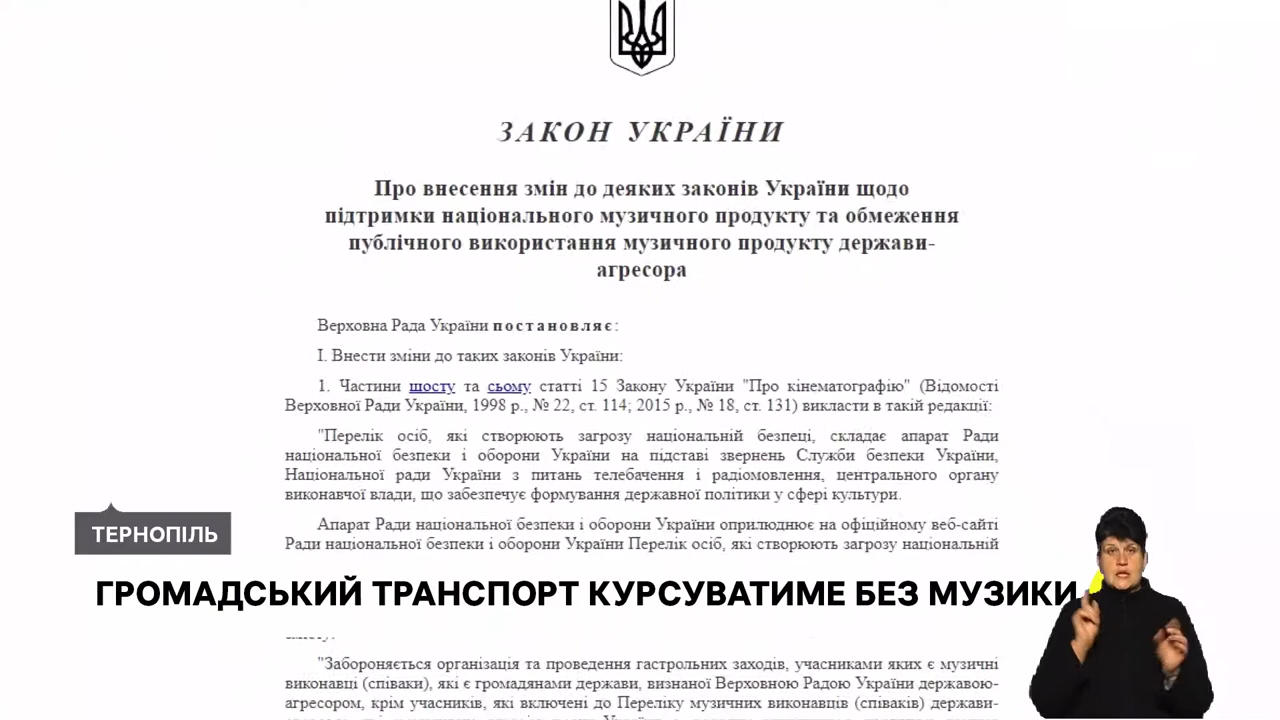 ЗАКОН УКРАЇНИ
Про внесення змін до деяких законів України щодо
підтримки національного музичного продукту та обмеження
публічного використання музичного продукту держави-
агресора
Верховна Рада України постановляє:
I. Внести зміни до таких законів України:
1. Частини шосту та сьому статті 15 Закону України "Про кінематографію" (Відомості
Верховної Ради України, 1998 р., № 22, ст. 114; 2015 р., № 18, ст. 131) викласти в такій редакції:
"Перелік осіб, які створюють загрозу національній безпеці, складає апарат Ради
національної безпеки і оборони України на підставі звернень Служби безпеки України,
Національної ради України з питань телебачення і радіомовлення, центрального органу
виконавчої влади, що забезпечує формування державної політики у сфері культури.
Апарат Ради національної безпеки і оборони України оприлюднює на офіційному веб-сайті
Ради національної безпеки і оборони України Перелік осіб, які створюють загрозу національній
ТЕРНОПІЛЬ
ГРОМАДСЬКИЙ ТРАНСПОРТ КУРСУВАТИМЕ БЕЗ МУЗИКИ
"Забороняється організація та проведення гастрольних заходів, учасниками яких є музичні
виконавці (співаки), які є громадянами держави, визнаної Верховною Радою України державою-
агресором, крім учасників, які включені до Переліку музичних виконавців (співаків) держави-